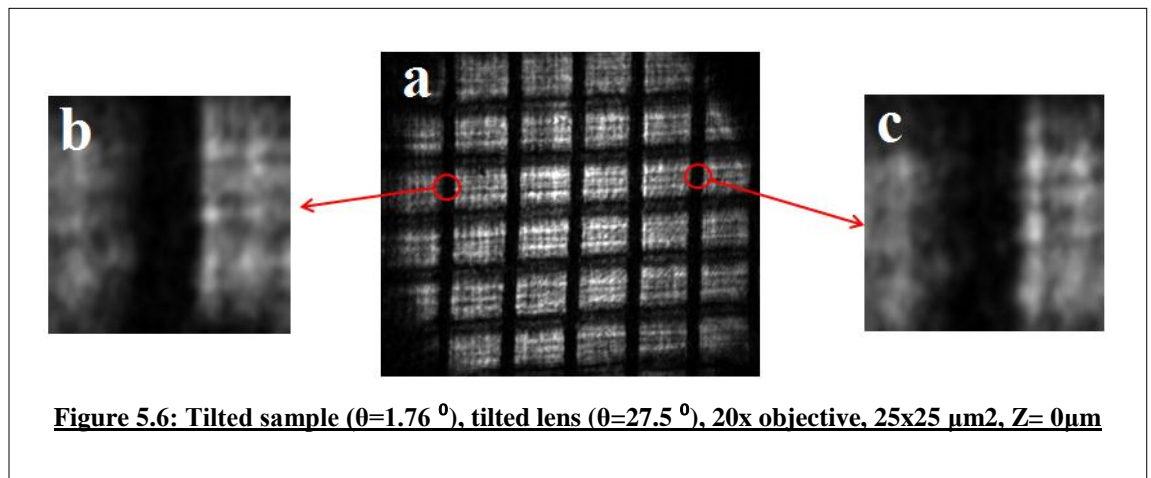 a
b
c
Figure 5.6: Tilted sample (θ=1.76 ⁰), tilted lens (θ=27.5 ⁰), 20x objective, 25x25 µm2, Z= 0µm